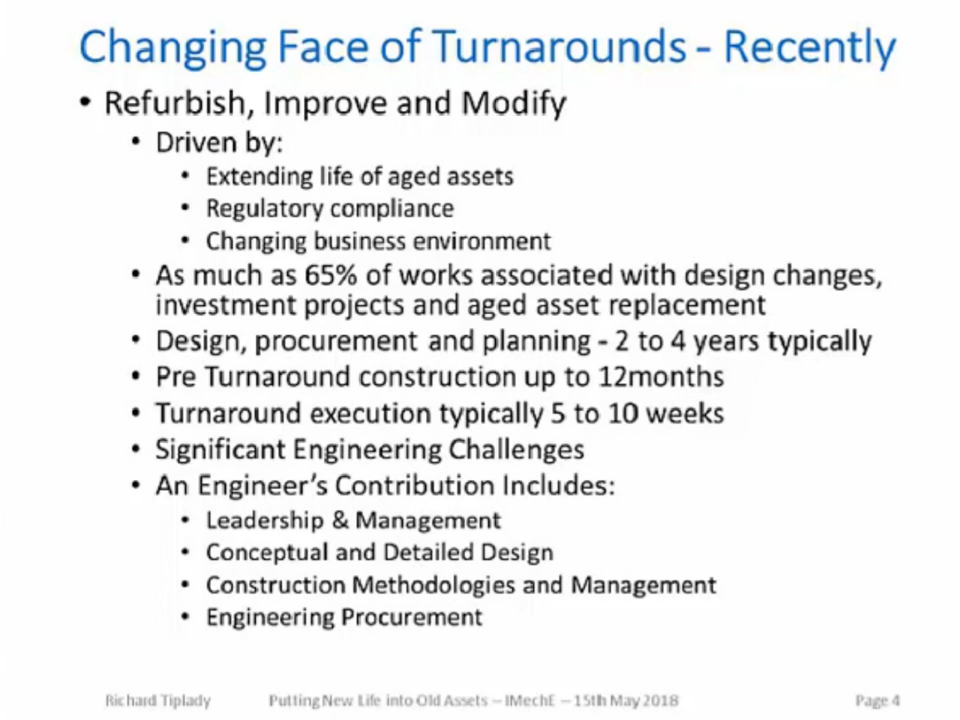 Changing Face of Turnarounds - Recently
• Refurbish, Improve and Modify
• Driven by:
• Extending life of aged assets
• Regulatory compliance
• Changing business environment
• As much as 65% of works associated with design changes,
investment projects and aged asset replacement
• Design, procurement and planning - 2 to 4 years typically
• Pre Turnaround construction up to 12months
• Turnaround execution typically 5 to 10 weeks
• Significant Engineering Challenges
• An Engineer's Contribution Includes:
• Leadership & Management
• Conceptual and Detailed Design
• Construction Methodologies and Management
• Engineering Procurement
Richard Tiplady Putting New Life into Old Assets – IMechE – 15th May 2018 Page 4